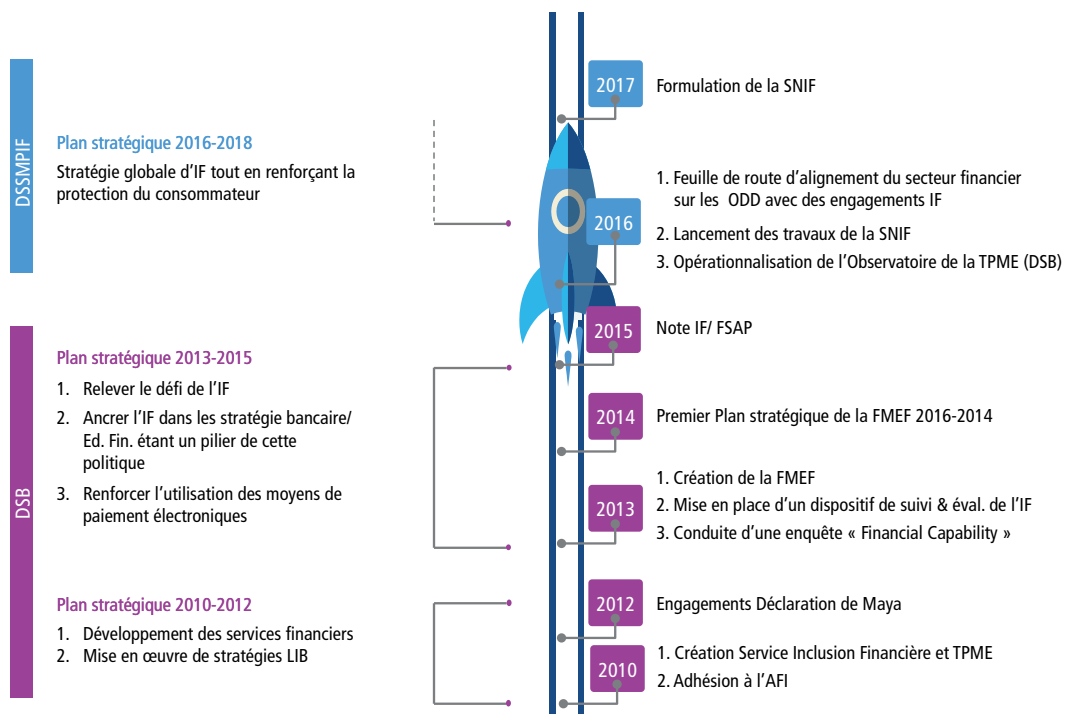 DSSMPIF
Plan stratégique 2016-2018
Stratégie globale d'IF tout en renforçant la
protection du consommateur
DSB
Plan stratégique 2013-2015
1. Relever le défi de l'IF
2. Ancrer l'IF dans les stratégie bancaire/
Ed. Fin. étant un pilier de cette
politique
3. Renforcer l'utilisation des moyens de
paiement électroniques
Plan stratégique 2010-2012
1. Développement des services financiers
2. Mise en œuvre de stratégies LIB
2017
Formulation de la SNIF
2016
1. Feuille de route d'alignement du secteur financier
sur les ODD avec des engagements IF
2. Lancement des travaux de la SNIF
3. Opérationnalisation de l'Observatoire de la TPME (DSB)
2015
Note IF/ FSAP
2014
Premier Plan stratégique de la FMEF 2016-2014
2013
1. Création de la FMEF
2. Mise en place d'un dispositif de suivi & éval. de l'IF
3. Conduite d'une enquête « Financial Capability »
2012
Engagements Déclaration de Maya
2010
1. Création Service Inclusion Financière et TPME
2. Adhésion à l'AFI